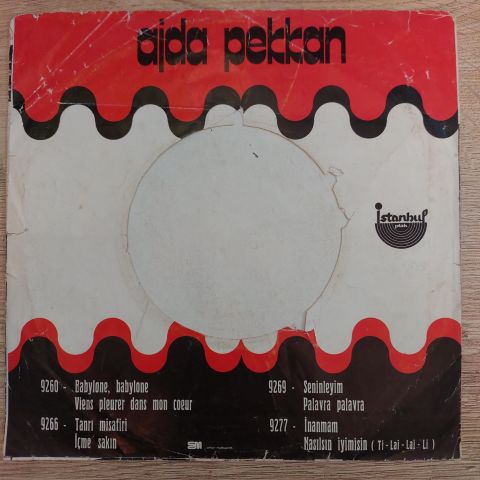 ajda pekkan
istanbul
plak
9260 - Babylone, babylone
Viens pleurer dans mon coeur
9266 - Tanrı misafiri
İçme sakın
9269 - Seninleyim
Palavra palavra
9277 - İnanmam
Nasılsın iyimisin ( Ti - Lai - Lai - Li )
SM